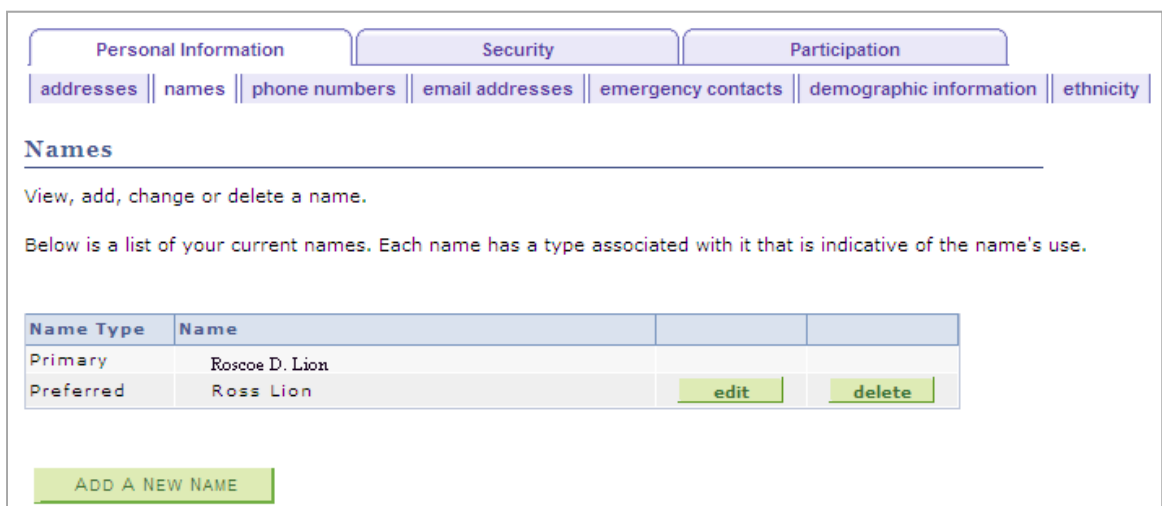 Personal Information Security Participation
addresses names phone numbers email addresses emergency contacts demographic information ethnicity
Names
View, add, change or delete a name.
Below is a list of your current names. Each name has a type associated with it that is indicative of the name's use.
Name Type Name
Primary Roscoe D. Lion
Preferred Ross Lion edit delete
ADD A NEW NAME